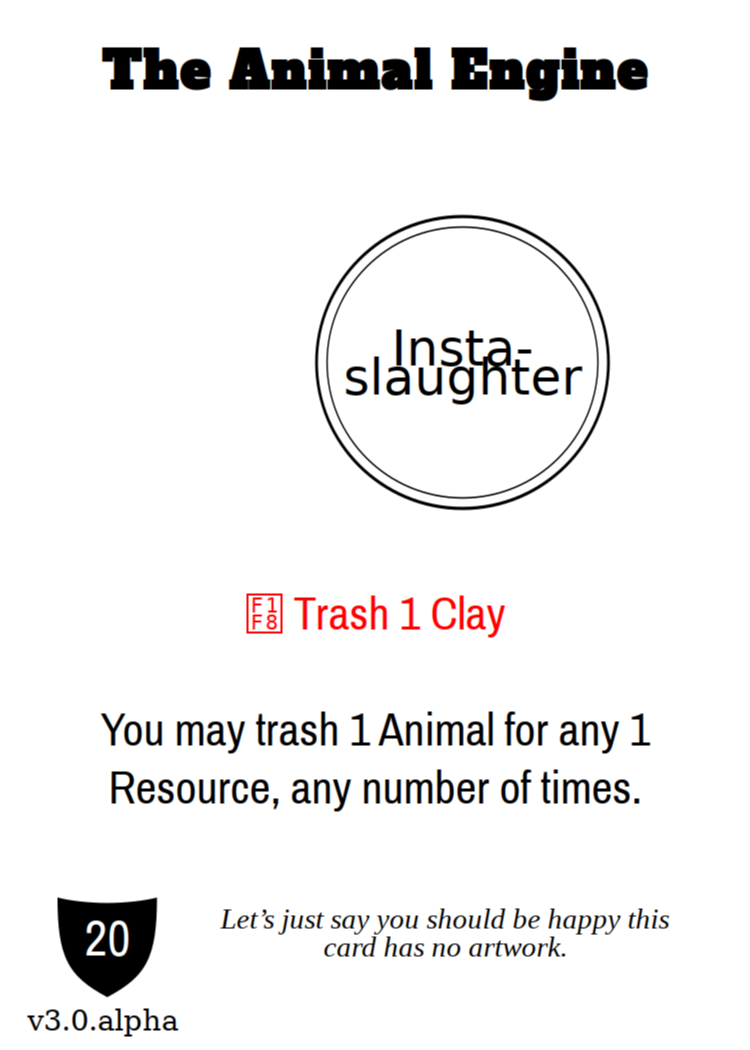 The Animal Engine
Insta-
slaughter
Trash 1 Clay
You may trash 1 Animal for any 1
Resource, any number of times.
20
Let’s just say you should be happy this
card has no artwork.
v3.0.alpha